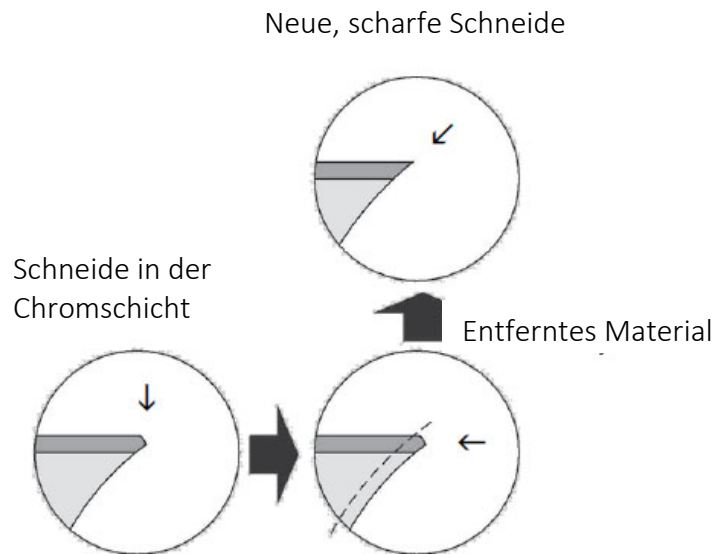 Neue, scharfe Schneide
Schneide in der
Chromschicht
Entferntes Material